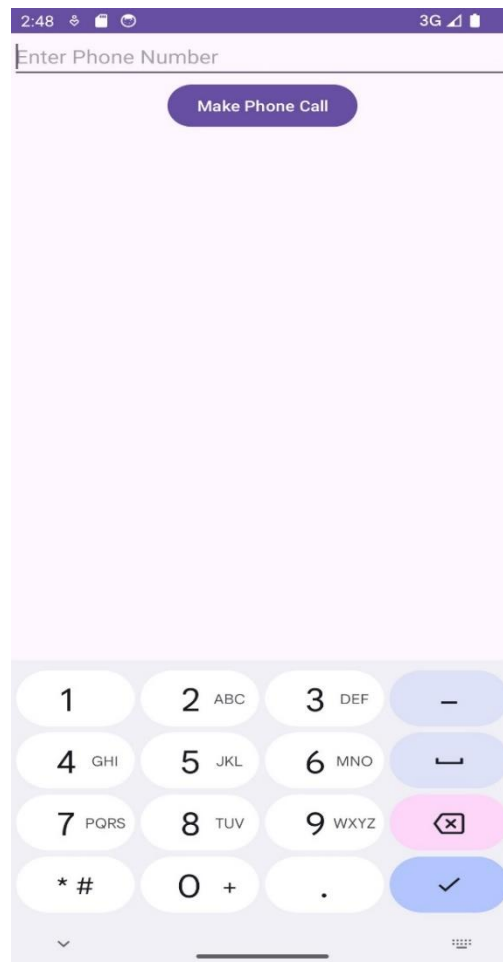 2:48 3G
Enter Phone Number
Make Phone Call
1 2 ABC 3 DEF –
4 GHI 5 JKL 6 MNO
7 PQRS 8 TUV 9 WXYZ
* # 0 + .